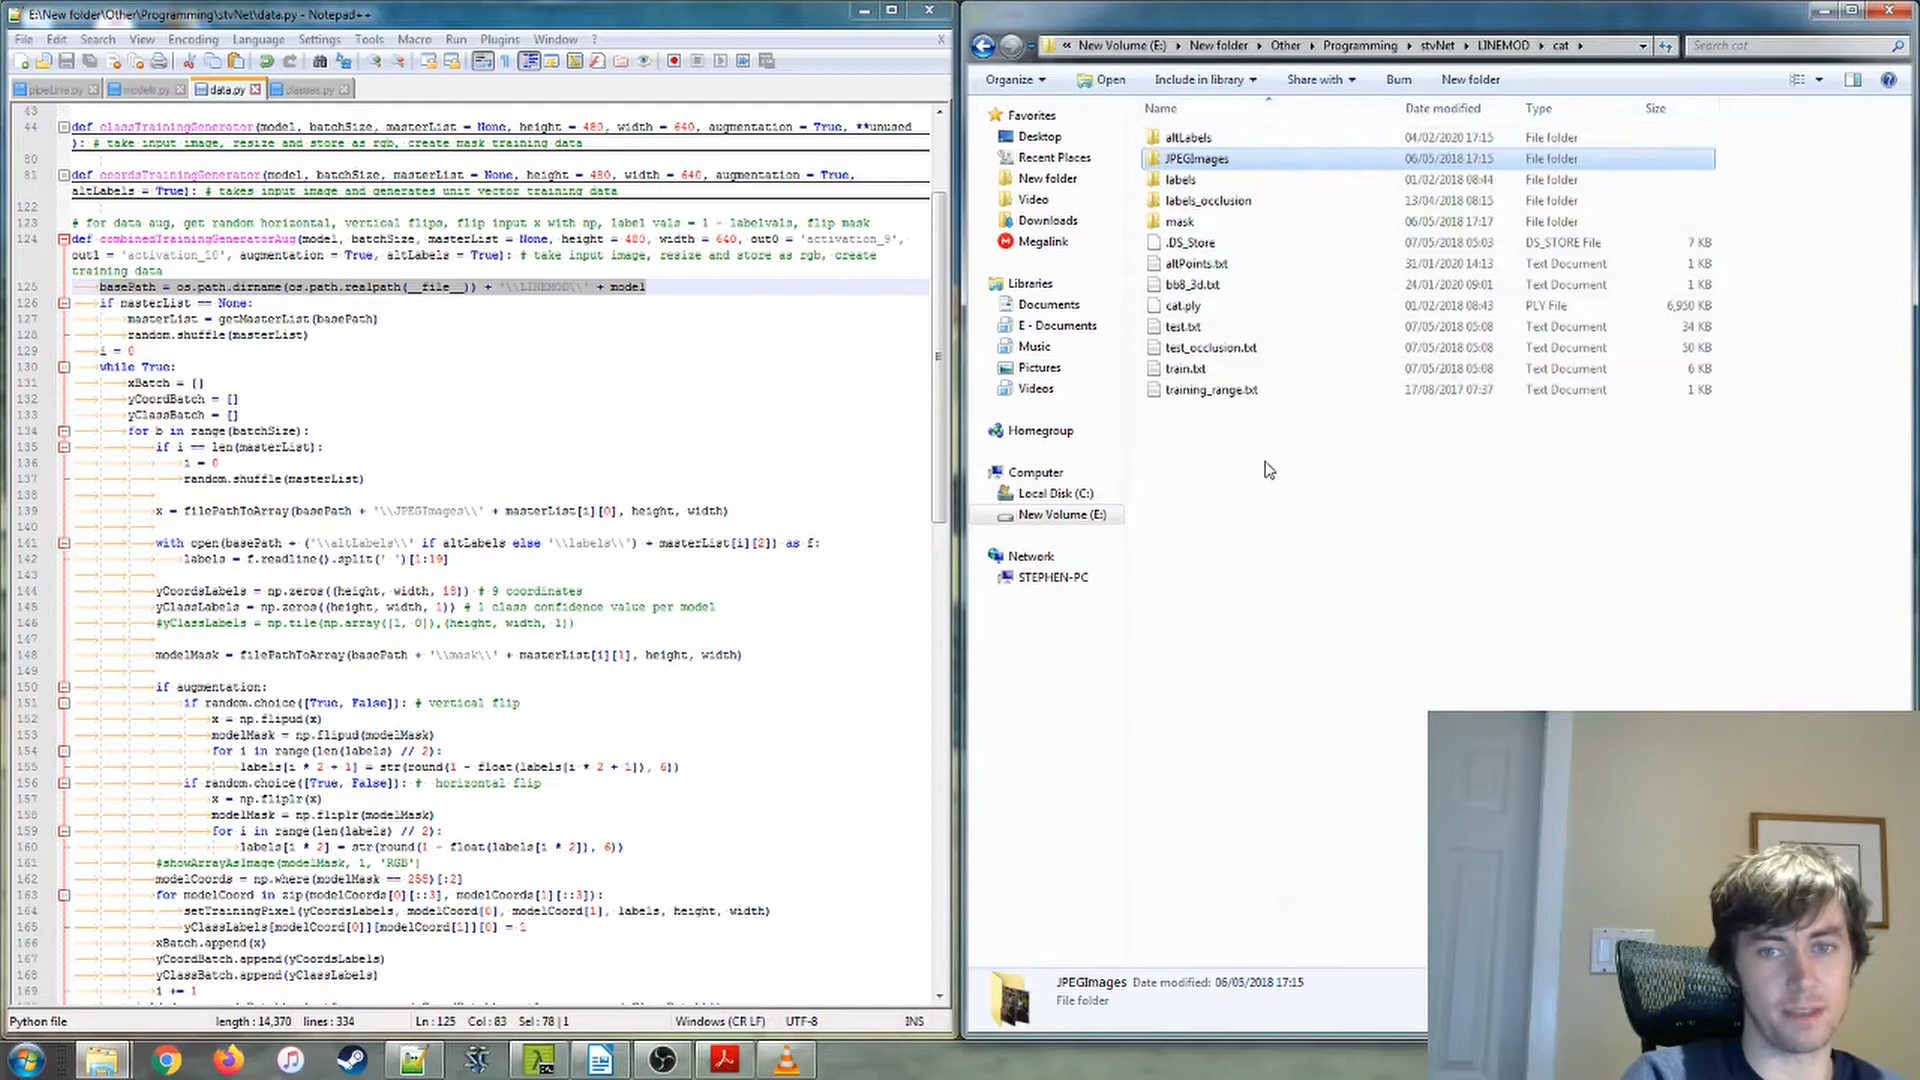 E:\New folder\Other\Programming\stvNet\data.py - Notepad++
File Edit Search View Encoding Language Settings Tools Macro Run Plugins Window ?
pipeLine.py models.py data.py classes.py
43
44 def classTrainingGenerator(model, batchSize, masterList = None, height = 480, width = 640, augmentation = True, **unused
): # take input image, resize and store as rgb, create mask training data
80
81 def coordsTrainingGenerator(model, batchSize, masterList = None, height = 480, width = 640, augmentation = True,
altLabels = True): # takes input image and generates unit vector training data
122
123 # for data aug, get random horizontal, vertical flips, flip input x with np, label vals = 1 - labelvals, flip mask
124 def combinedTrainingGeneratorAug(model, batchSize, masterList = None, height = 480, width = 640, out0 = 'activation_9',
out1 = 'activation_10', augmentation = True, altLabels = True): # take input image, resize and store as rgb, create
training data
125 basePath = os.path.dirname(os.path.realpath(__file__)) + '\\LINEMOD\\' + model
126 if masterList == None:
127 masterList = getMasterList(basePath)
128 random.shuffle(masterList)
129 i = 0
130 while True:
131 xBatch = []
132 yCoordBatch = []
133 yClassBatch = []
134 for b in range(batchSize):
135 if i == len(masterList):
136 i = 0
137 random.shuffle(masterList)
138
139 x = filePathToArray(basePath + '\\JPEGImages\\' + masterList[i][0], height, width)
140
141 with open(basePath + ('\\altLabels\\' if altLabels else '\\labels\\') + masterList[i][2]) as f:
142 labels = f.readline().split(' ')[1:19]
143
144 yCoordsLabels = np.zeros((height, width, 18)) # 9 coordinates
145 yClassLabels = np.zeros((height, width, 1)) # 1 class confidence value per model
146 #yClassLabels = np.tile(np.array([1, 0]),(height, width, 1))
147
148 modelMask = filePathToArray(basePath + '\\mask\\' + masterList[i][1], height, width)
149
150 if augmentation:
151 if random.choice([True, False]): # vertical flip
152 x = np.flipud(x)
153 modelMask = np.flipud(modelMask)
154 for i in range(len(labels) // 2):
155 labels[i * 2 + 1] = str(round(1 - float(labels[i * 2 + 1]), 6))
156 if random.choice([True, False]): # horizontal flip
157 x = np.fliplr(x)
158 modelMask = np.fliplr(modelMask)
159 for i in range(len(labels) // 2):
160 labels[i * 2] = str(round(1 - float(labels[i * 2]), 6))
161 #showArrayAsImage(modelMask, 1, 'RGB')
162 modelCoords = np.where(modelMask == 255)[:2]
163 for modelCoord in zip(modelCoords[0][::3], modelCoords[1][::3]):
164 setTrainingPixel(yCoordsLabels, modelCoord[0], modelCoord[1], labels, height, width)
165 yClassLabels[modelCoord[0]][modelCoord[1]][0] = 1
166 xBatch.append(x)
167 yCoordBatch.append(yCoordsLabels)
168 yClassBatch.append(yClassLabels)
169 i += 1
Python file length : 14,370 lines : 334 Ln : 125 Col : 83 Sel : 78 | 1 Windows (CR LF) UTF-8 INS
« New Volume (E:) New folder Other Programming stvNet LINEMOD cat Search cat
Organize Open Include in library Share with Burn New folder
Name Date modified Type Size
altLabels 04/02/2020 17:15 File folder
JPEGImages 06/05/2018 17:15 File folder
labels 01/02/2018 08:44 File folder
labels_occlusion 13/04/2018 08:15 File folder
mask 06/05/2018 17:17 File folder
.DS_Store 07/05/2018 05:03 DS_STORE File 7 KB
altPoints.txt 31/01/2020 14:13 Text Document 1 KB
bb8_3d.txt 24/01/2020 09:01 Text Document 1 KB
cat.ply 01/02/2018 08:43 PLY File 6,950 KB
test.txt 07/05/2018 05:08 Text Document 34 KB
test_occlusion.txt 07/05/2018 05:08 Text Document 50 KB
train.txt 07/05/2018 05:08 Text Document 6 KB
training_range.txt 17/08/2017 07:37 Text Document 1 KB
Favorites
Desktop
Recent Places
New folder
Video
Downloads
Megalink
Libraries
Documents
E - Documents
Music
Pictures
Videos
Homegroup
Computer
Local Disk (C:)
New Volume (E:)
Network
STEPHEN-PC
JPEGImages Date modified: 06/05/2018 17:15
File folder